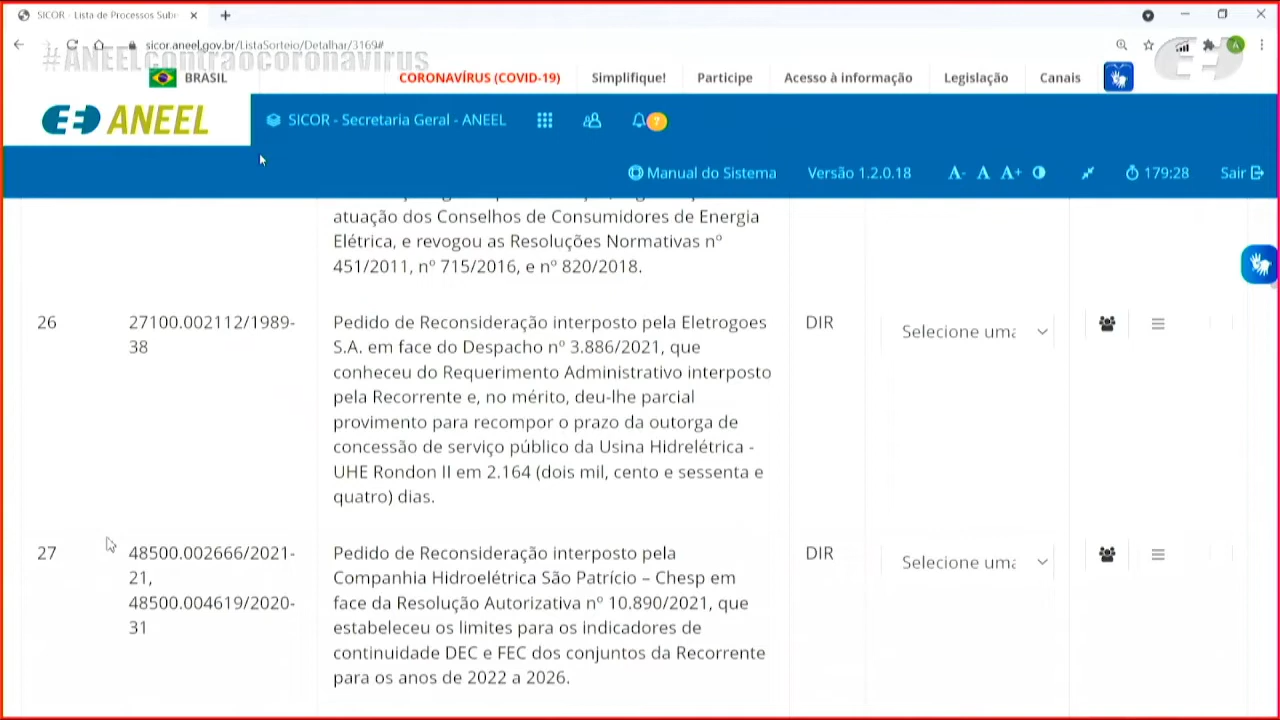 SICOR - Lista de Processos Subr
sicor.aneel.gov.br/ListaSorteio/Detalhar/3169#
#ANEELcontraocoronavírus
BRASIL
CORONAVÍRUS (COVID-19)
Simplifique!
Participe
Acesso à informação
Legislação
Canais
ANEEL
SICOR - Secretaria Geral - ANEEL
?
Manual do Sistema
Versão 1.2.0.18
A- A A+
179:28
Sair
atuação dos Conselhos de Consumidores de Energia
Elétrica, e revogou as Resoluções Normativas nº
451/2011, nº 715/2016, e nº 820/2018.
26
27100.002112/1989-
38
Pedido de Reconsideração interposto pela Eletrogoes
S.A. em face do Despacho nº 3.886/2021, que
conheceu do Requerimento Administrativo interposto
pela Recorrente e, no mérito, deu-lhe parcial
provimento para recompor o prazo da outorga de
concessão de serviço público da Usina Hidrelétrica -
UHE Rondon II em 2.164 (dois mil, cento e sessenta e
quatro) dias.
DIR
Selecione uma
27
48500.002666/2021-
21,
48500.004619/2020-
31
Pedido de Reconsideração interposto pela
Companhia Hidroelétrica São Patrício – Chesp em
face da Resolução Autorizativa nº 10.890/2021, que
estabeleceu os limites para os indicadores de
continuidade DEC e FEC dos conjuntos da Recorrente
para os anos de 2022 a 2026.
DIR
Selecione uma